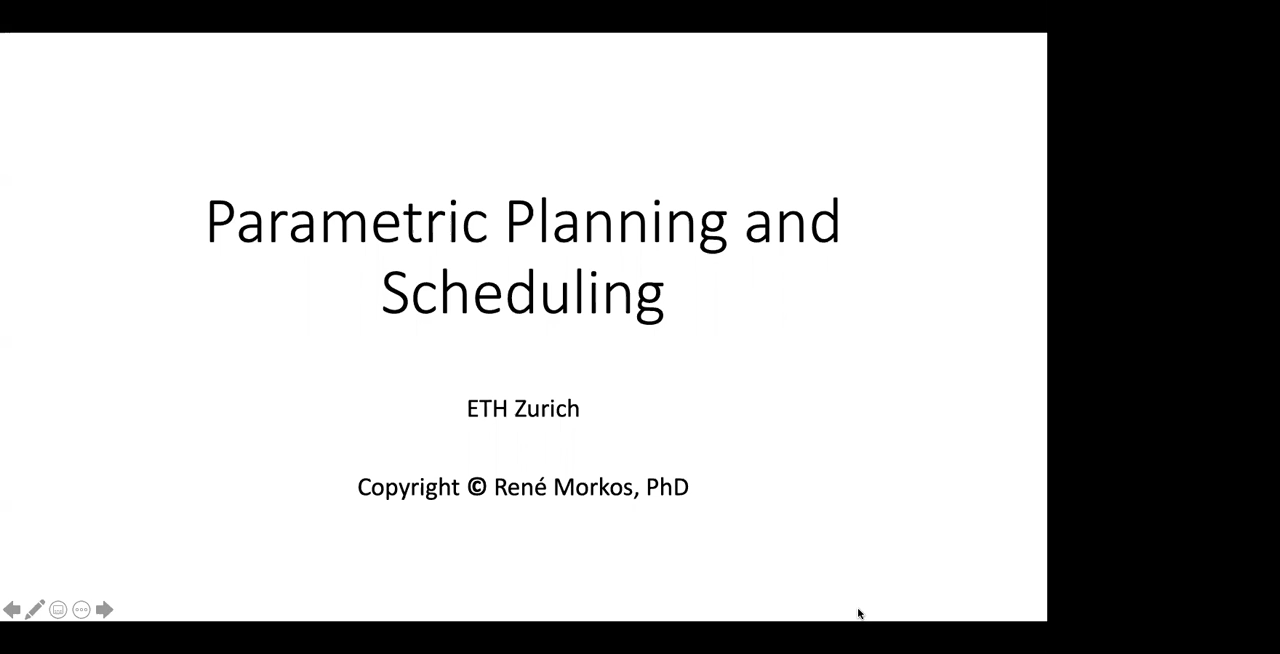 Parametric Planning and
Scheduling
ETH Zurich
Copyright © René Morkos, PhD